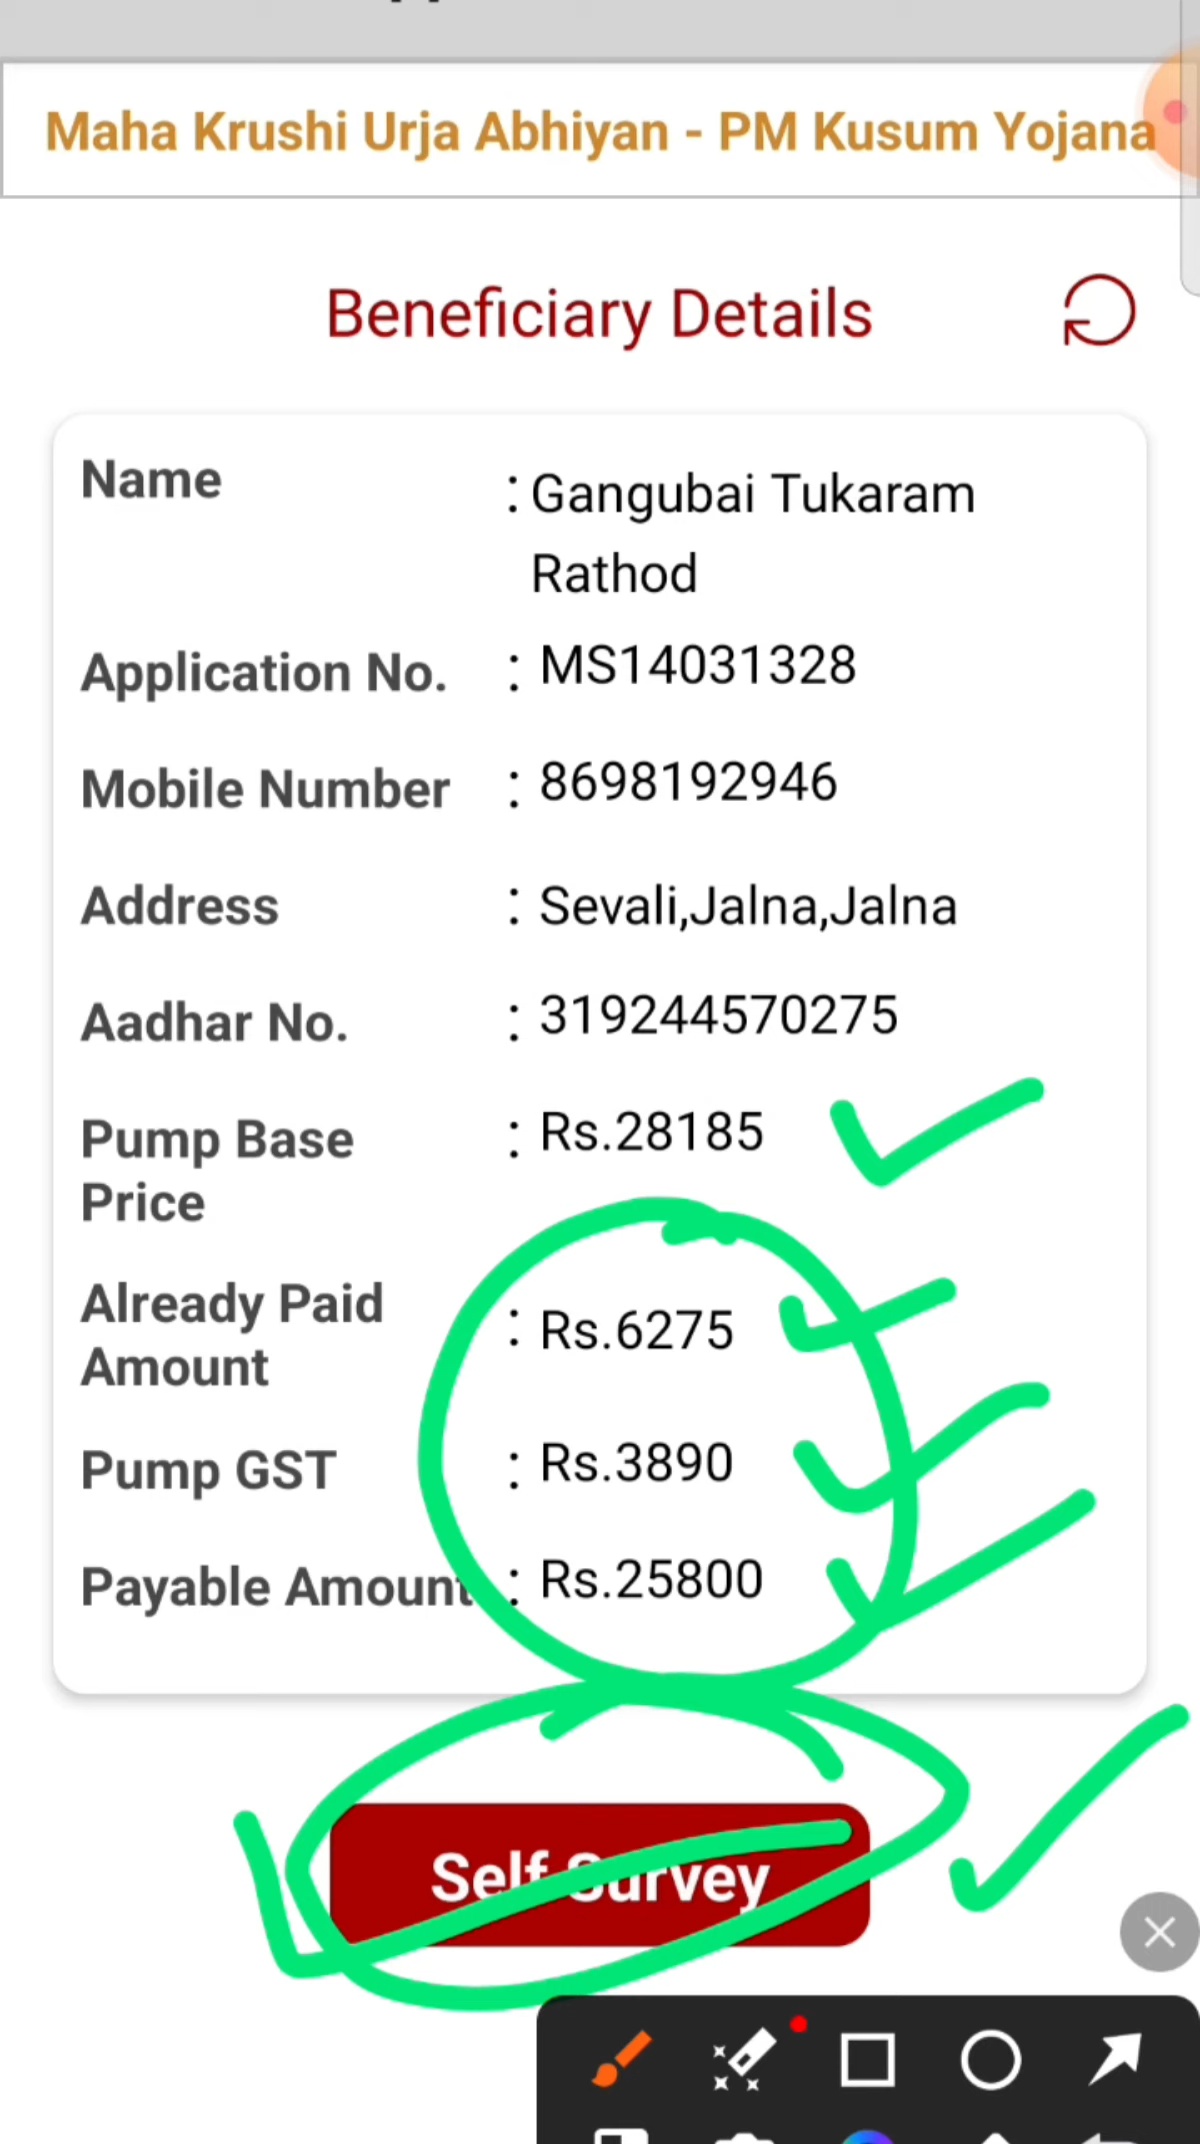 Maha Krushi Urja Abhiyan - PM Kusum Yojana
Beneficiary Details
Name : Gangubai Tukaram
Rathod
Application No. : MS14031328
Mobile Number : 8698192946
Address : Sevali,Jalna,Jalna
Aadhar No. : 319244570275
Pump Base : Rs.28185
Price
Already Paid : Rs.6275
Amount
Pump GST : Rs.3890
Payable Amount : Rs.25800
Self Survey